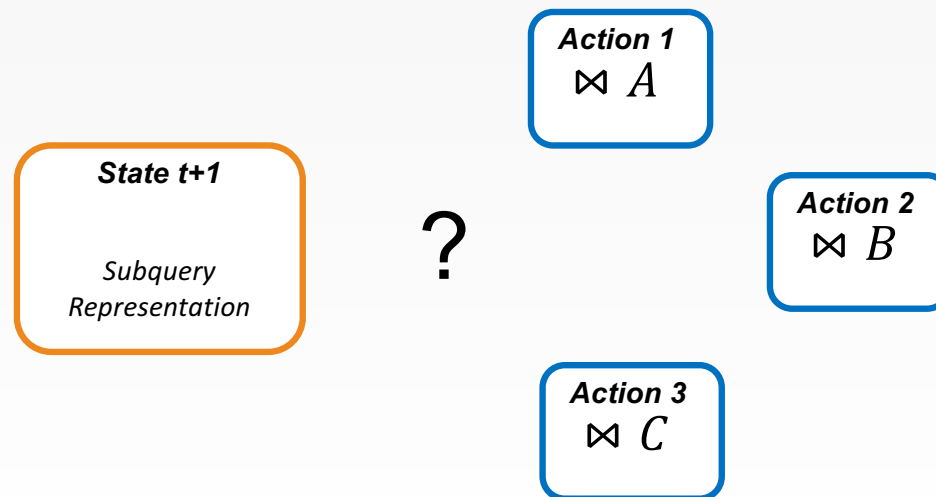 Action 1
⋈ A
State t+1
Subquery
Representation
?
Action 2
⋈ B
Action 3
⋈ C